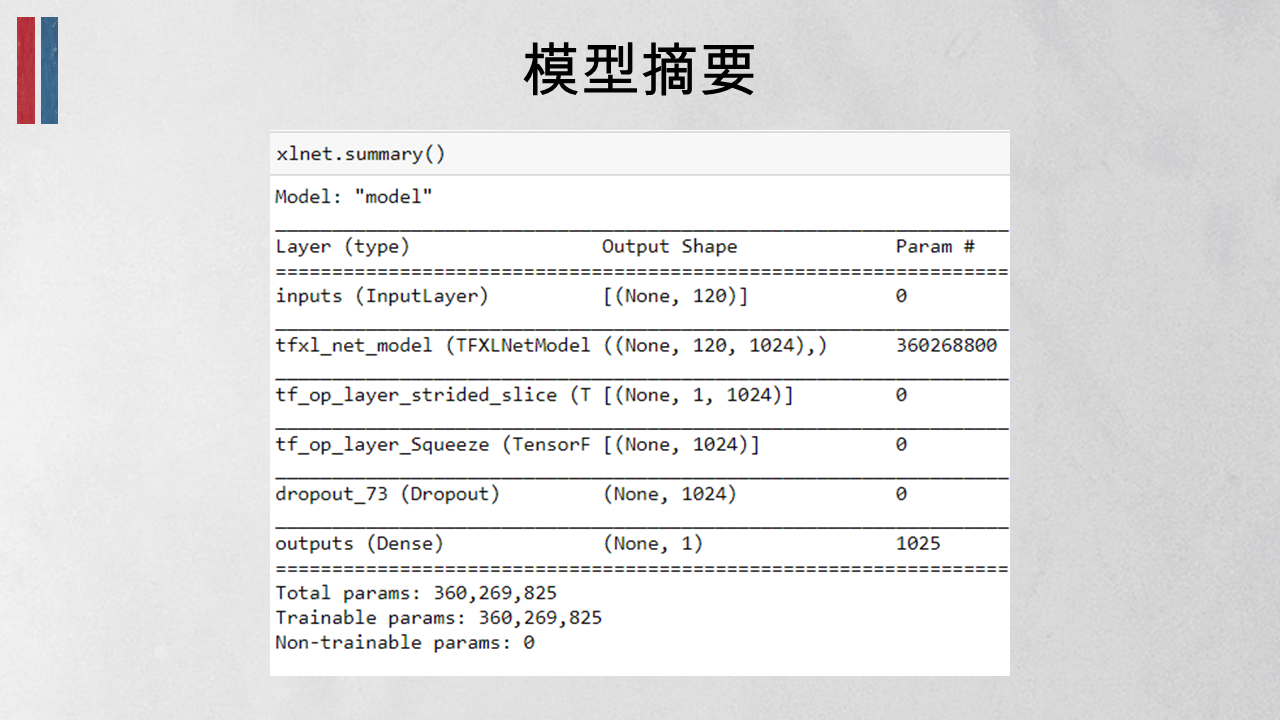 模型摘要
xlnet.summary()
Model: "model"
Layer (type) Output Shape Param #
inputs (InputLayer) [(None, 120)] 0
tfxl_net_model (TFXLNetModel ((None, 120, 1024),) 360268800
tf_op_layer_strided_slice (T [(None, 1, 1024)] 0
tf_op_layer_Squeeze (TensorF [(None, 1024)] 0
dropout_73 (Dropout) (None, 1024) 0
outputs (Dense) (None, 1) 1025
Total params: 360,269,825
Trainable params: 360,269,825
Non-trainable params: 0